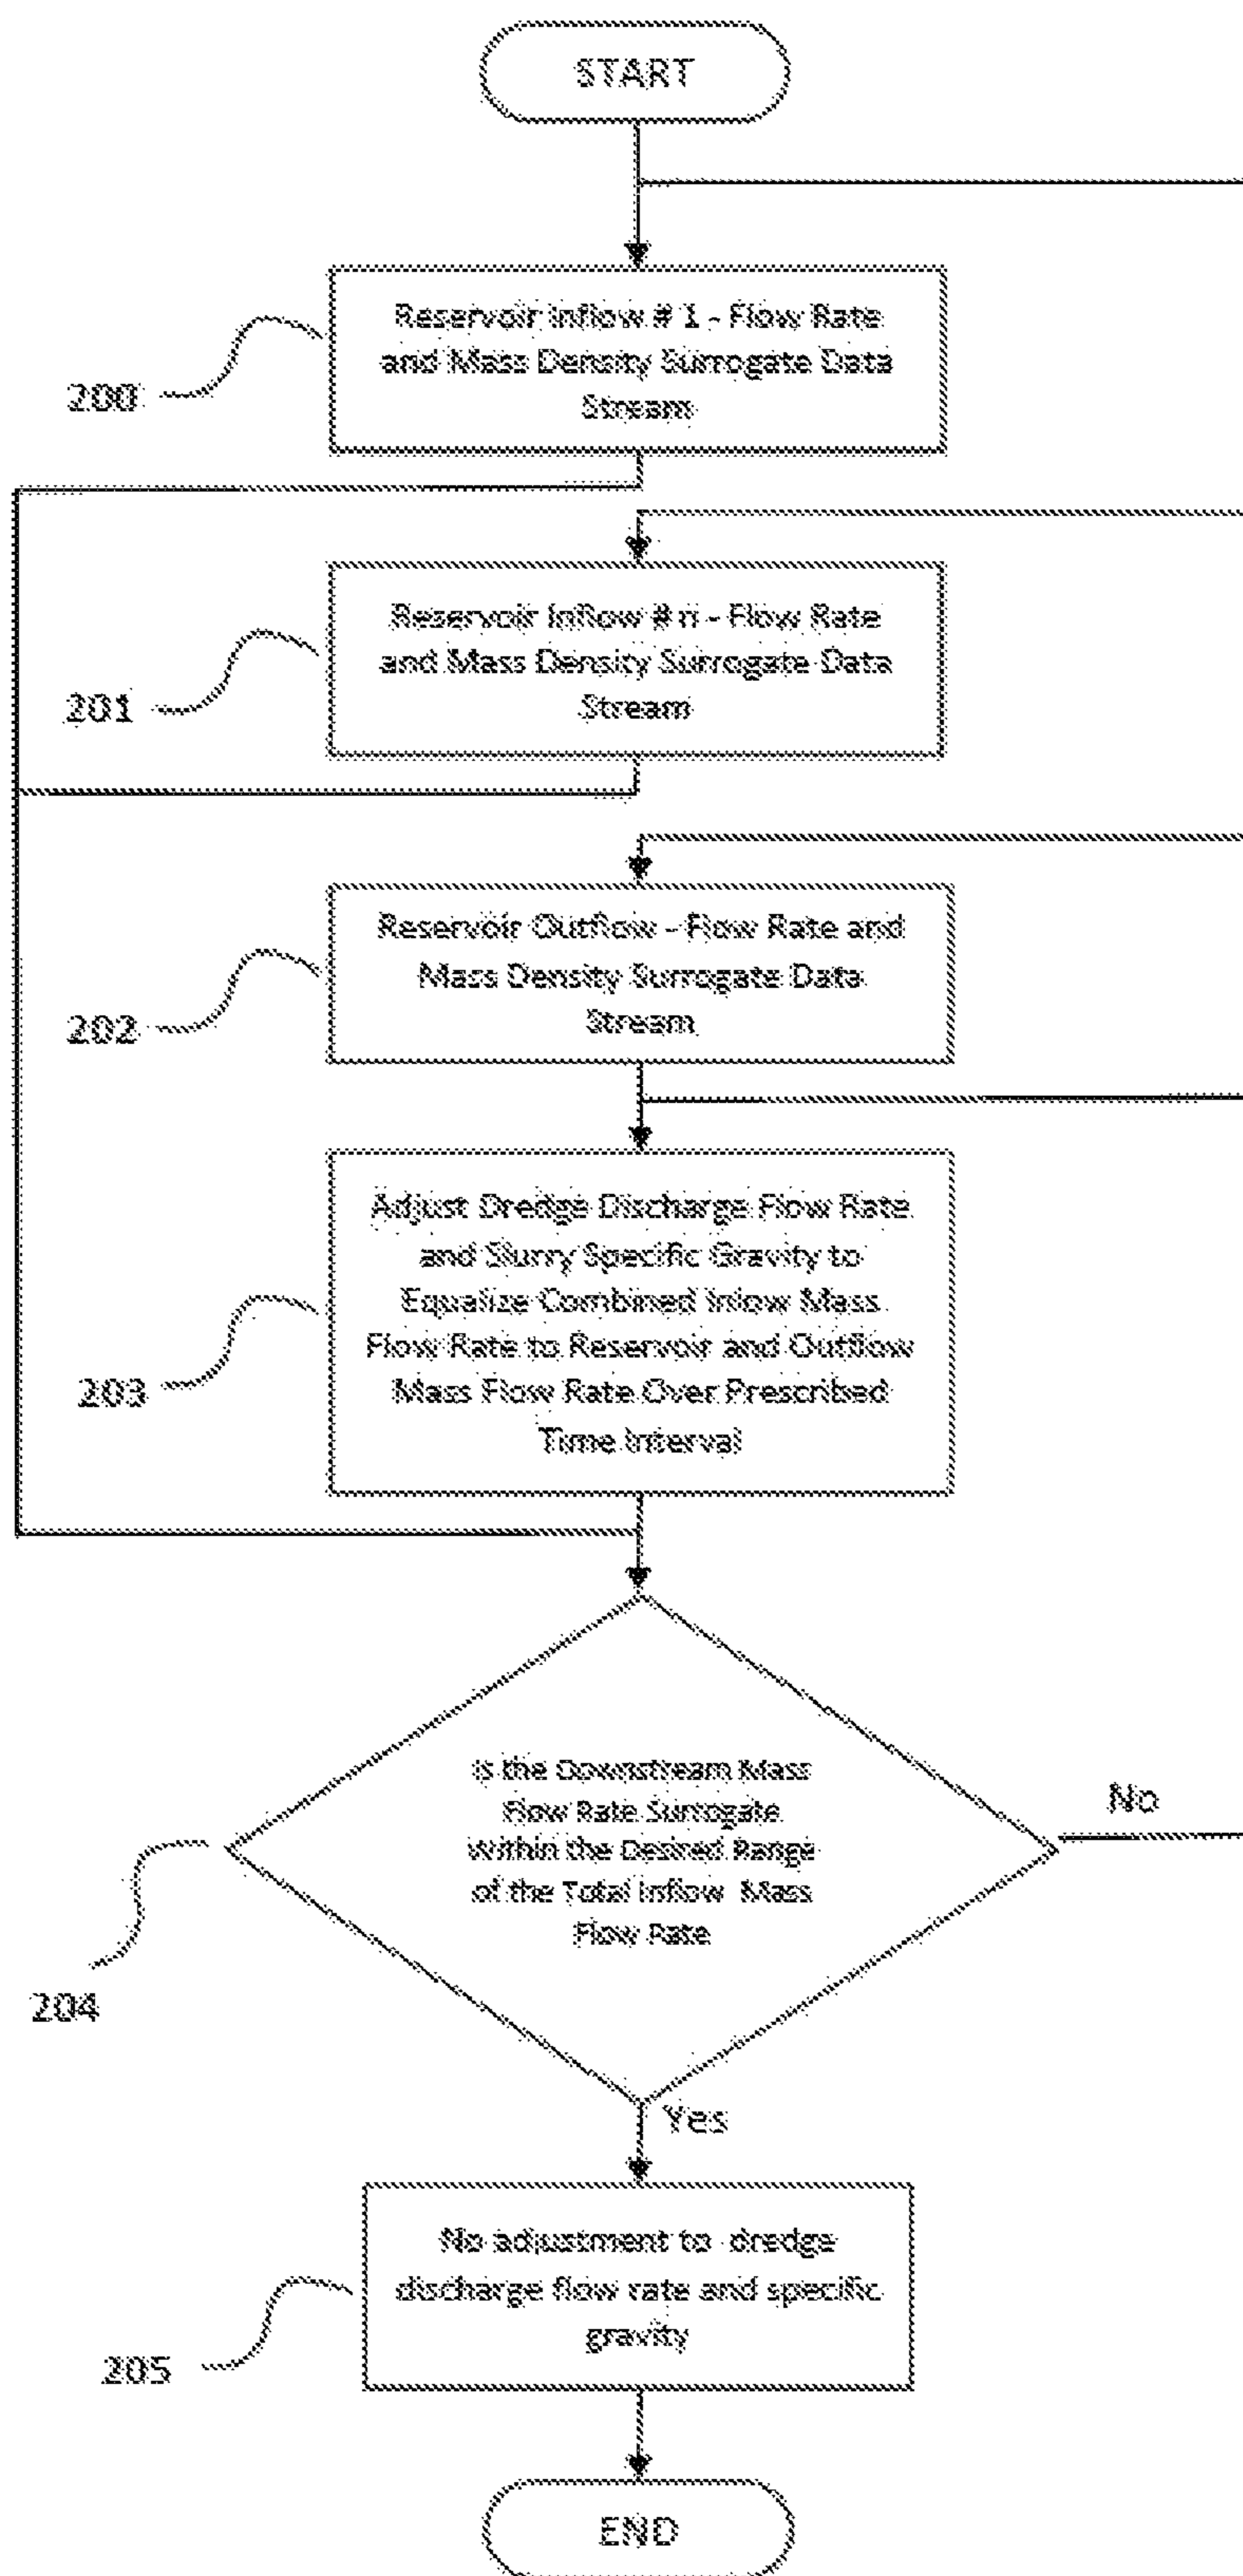 START
Reservoir Inflow # 1 - Flow Rate
and Mass Density Surrogate Data
Stream
200
Reservoir Inflow # n - Flow Rate
and Mass Density Surrogate Data
Stream
201
Reservoir Outflow - Flow Rate and
Mass Density Surrogate Data
Stream
202
Adjust Dredge Discharge Flow Rate
and Slurry Specific Gravity to
Equalize Combined Inlow Mass
Flow Rate to Reservoir and Outflow
Mass Flow Rate Over Prescribed
Time Interval
203
Is the Downstream Mass
Flow Rate Surrogate
Within the Desired Range
of the Total Inflow Mass
Flow Rate
No
204
Yes
No adjustment to dredge
discharge flow rate and specific
gravity
205
END